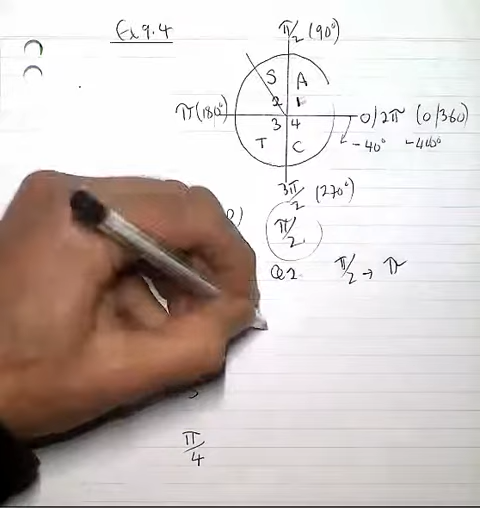 Ex 9.4
π/2 (90°)
S A
2 1
π (180°) 0/2π (0/360)
3 4
T C
-40° -400°
3π/2 (270°)
π/2
Q2 π/2 → π
π/4